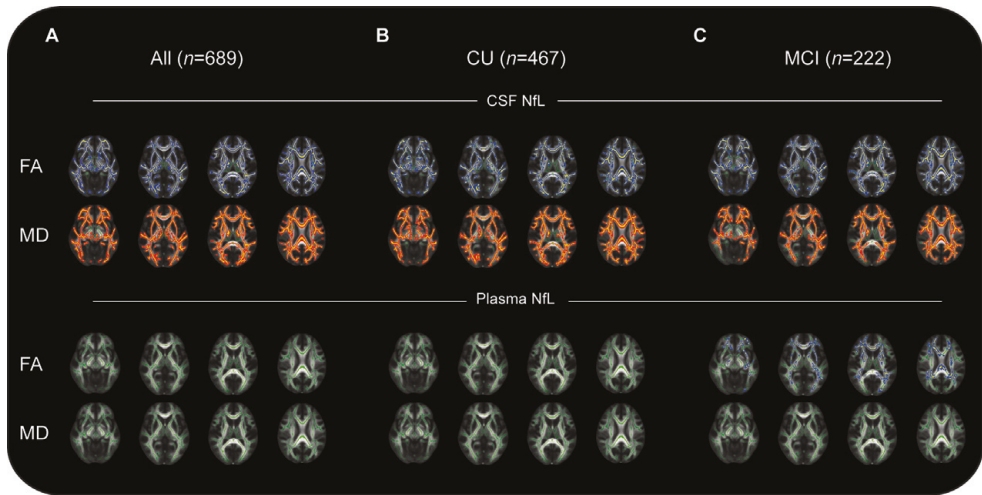 A
B
C
All (n=689)
CU (n=467)
MCI (n=222)
CSF NfL
FA
MD
Plasma NfL
FA
MD